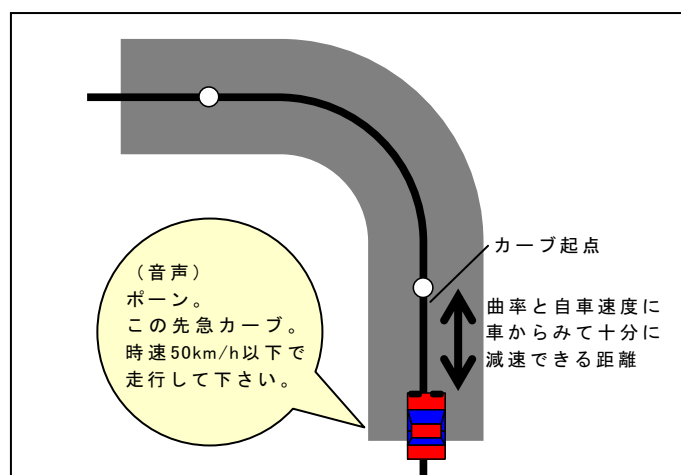 カーブ起点
（音声）
ポーン。
この先急カーブ。
時速50km/h以下で
走行して下さい。
曲率と自車速度に
車からみて十分に
減速できる距離